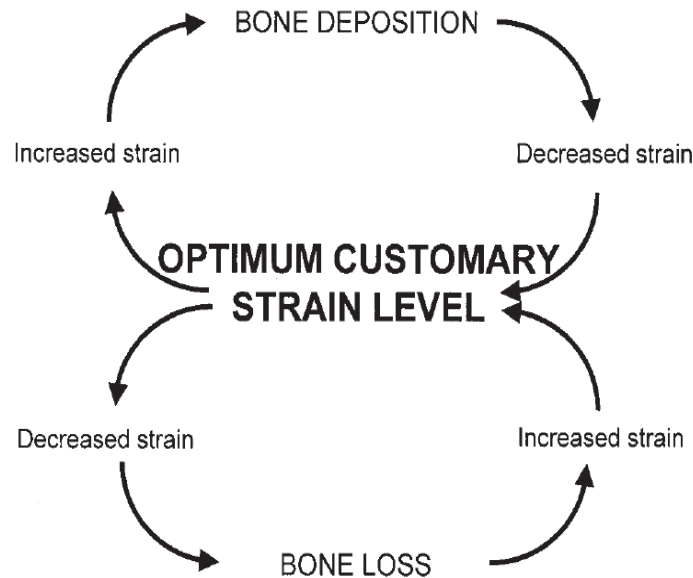 BONE DEPOSITION
Increased strain
Decreased strain
OPTIMUM CUSTOMARY
STRAIN LEVEL
Decreased strain
Increased strain
BONE LOSS